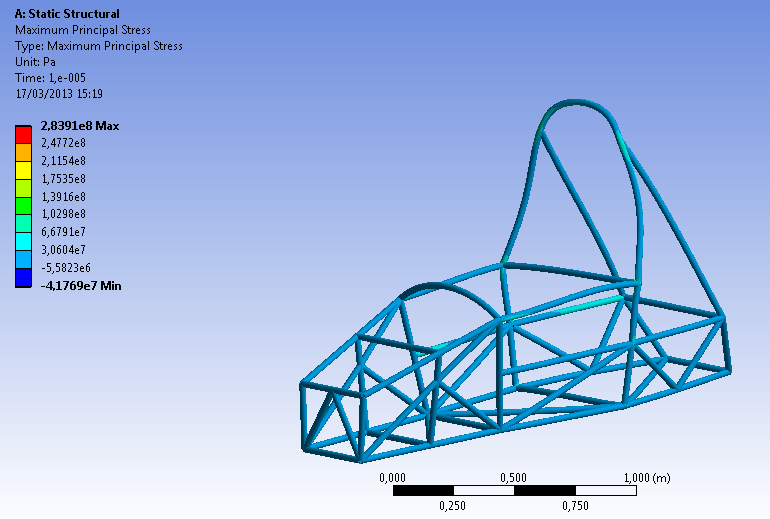 A: Static Structural
Maximum Principal Stress
Type: Maximum Principal Stress
Unit: Pa
Time: 1,e-005
17/03/2013 15:19
2,8391e8 Max
2,4772e8
2,1154e8
1,7535e8
1,3916e8
1,0298e8
6,6791e7
3,0604e7
-5,5823e6
-4,1769e7 Min
0,000 0,500 1,000 (m)
0,250 0,750